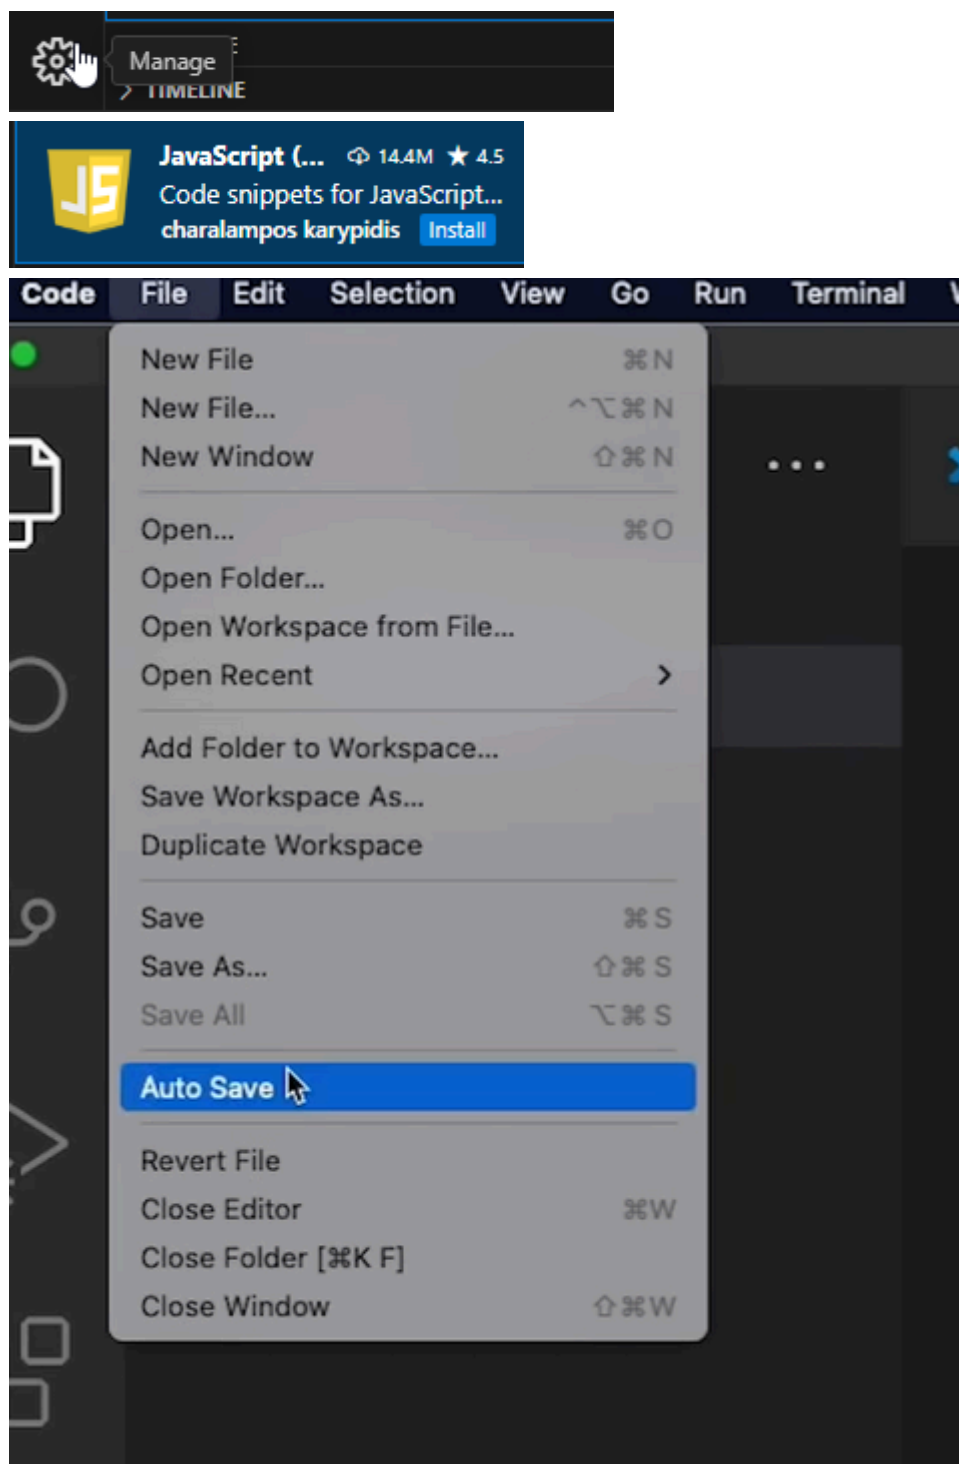 Manage
TIMELINE
JS
JavaScript (... 14.4M ★ 4.5
Code snippets for JavaScript...
charalampos karypidis Install
Code File Edit Selection View Go Run Terminal
New File ⌘N
New File... ^⌥⌘N
New Window ⇧⌘N
Open... ⌘O
Open Folder...
Open Workspace from File...
Open Recent >
Add Folder to Workspace...
Save Workspace As...
Duplicate Workspace
Save ⌘S
Save As... ⇧⌘S
Save All ⌥⌘S
Auto Save
Revert File
Close Editor ⌘W
Close Folder [⌘K F]
Close Window ⇧⌘W